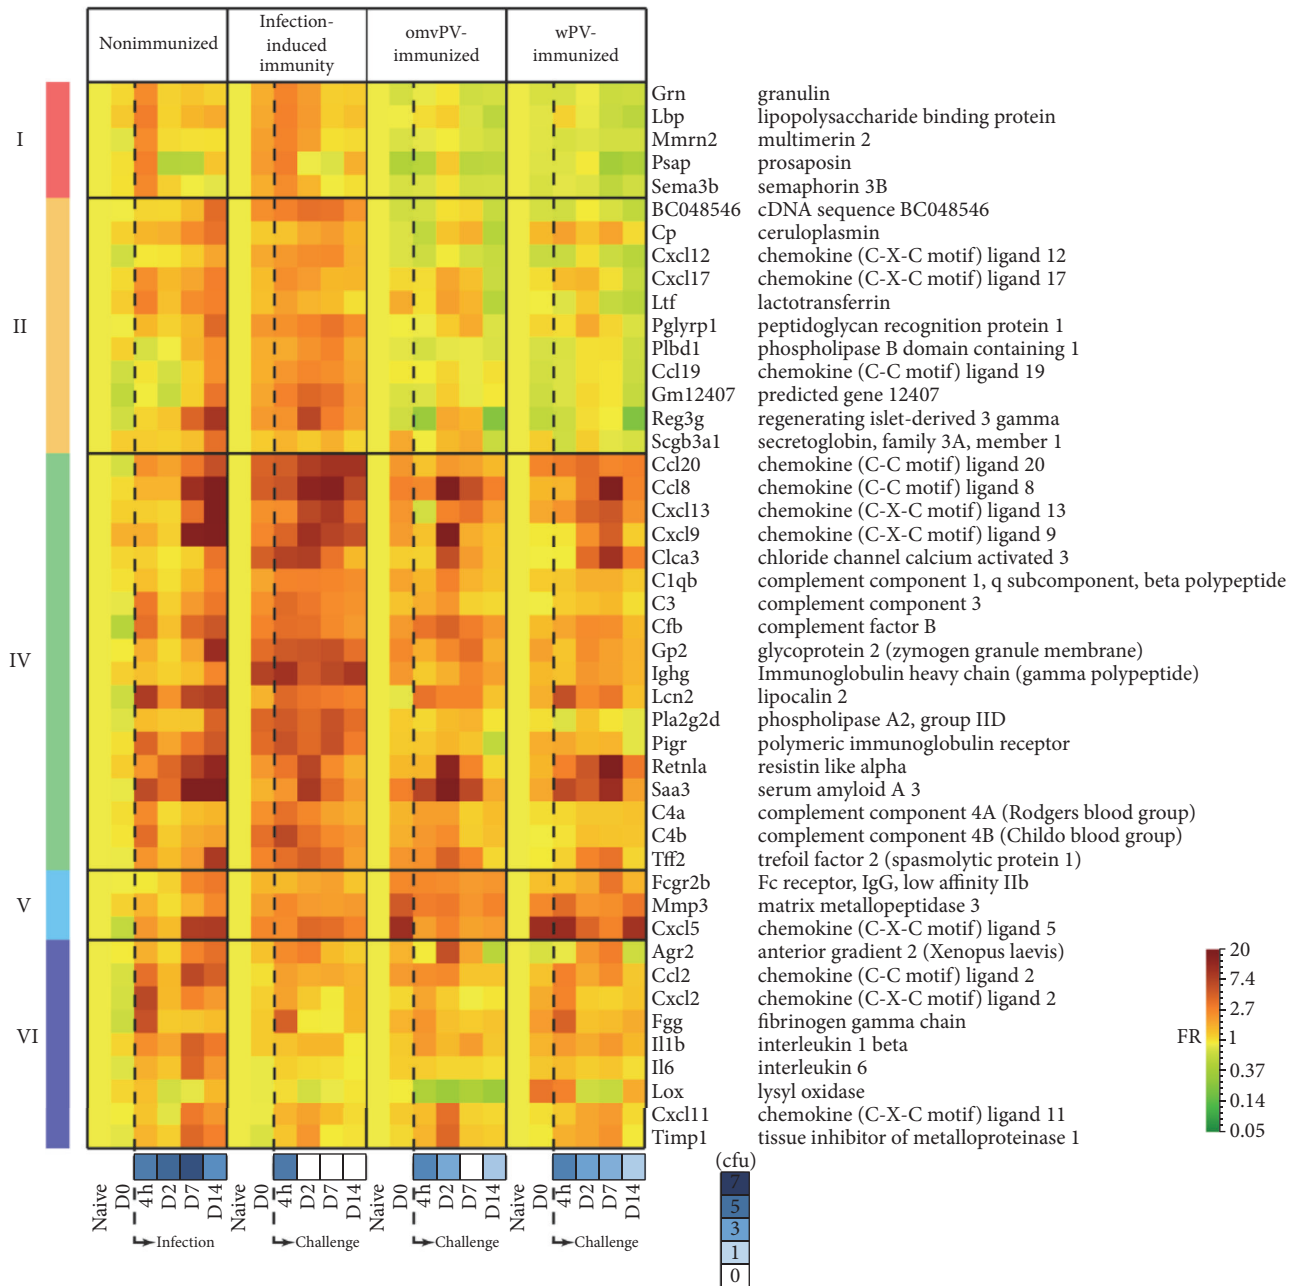 Nonimmunized
Infection-
induced
immunity
omvPV-
immunized
wPV-
immunized
I
Grn granulin
Lbp lipopolysaccharide binding protein
Mmrn2 multimerin 2
Psap prosaposin
Sema3b semaphorin 3B
II
BC048546 cDNA sequence BC048546
Cp ceruloplasmin
Cxcl12 chemokine (C-X-C motif) ligand 12
Cxcl17 chemokine (C-X-C motif) ligand 17
Ltf lactotransferrin
Pglyrp1 peptidoglycan recognition protein 1
Plbd1 phospholipase B domain containing 1
Ccl19 chemokine (C-C motif) ligand 19
Gm12407 predicted gene 12407
Reg3g regenerating islet-derived 3 gamma
Scgb3a1 secretoglobin, family 3A, member 1
IV
Ccl20 chemokine (C-C motif) ligand 20
Ccl8 chemokine (C-C motif) ligand 8
Cxcl13 chemokine (C-X-C motif) ligand 13
Cxcl9 chemokine (C-X-C motif) ligand 9
Clca3 chloride channel calcium activated 3
C1qb complement component 1, q subcomponent, beta polypeptide
C3 complement component 3
Cfb complement factor B
Gp2 glycoprotein 2 (zymogen granule membrane)
Ighg Immunoglobulin heavy chain (gamma polypeptide)
Lcn2 lipocalin 2
Pla2g2d phospholipase A2, group IID
Pigr polymeric immunoglobulin receptor
Retnla resistin like alpha
Saa3 serum amyloid A 3
C4a complement component 4A (Rodgers blood group)
C4b complement component 4B (Childo blood group)
Tff2 trefoil factor 2 (spasmolytic protein 1)
V
Fcgr2b Fc receptor, IgG, low affinity IIb
Mmp3 matrix metallopeptidase 3
Cxcl5 chemokine (C-X-C motif) ligand 5
VI
Agr2 anterior gradient 2 (Xenopus laevis)
Ccl2 chemokine (C-C motif) ligand 2
Cxcl2 chemokine (C-X-C motif) ligand 2
Fgg fibrinogen gamma chain
Il1b interleukin 1 beta
Il6 interleukin 6
Lox lysyl oxidase
Cxcl11 chemokine (C-X-C motif) ligand 11
Timp1 tissue inhibitor of metalloproteinase 1
FR
20
7.4
2.7
1
0.37
0.14
0.05
Naive D0 4h D2 D7 D14
Naive D0 4h D2 D7 D14
Naive D0 4h D2 D7 D14
Naive D0 4h D2 D7 D14
Infection
Challenge
Challenge
Challenge
(cfu)
7
5
3
1
0